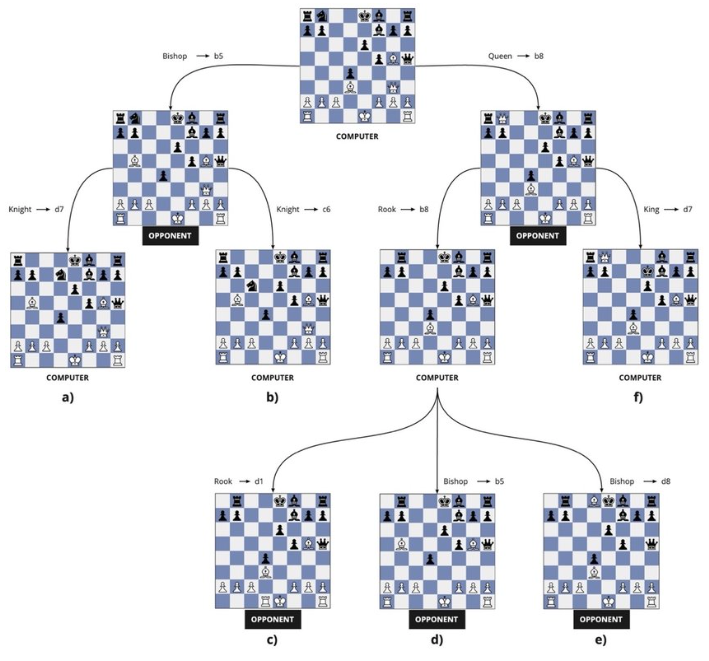 Bishop → b5
Queen → b8
COMPUTER
Knight → d7
Knight → c6
Rook → b8
King → d7
OPPONENT
OPPONENT
COMPUTER
COMPUTER
COMPUTER
COMPUTER
a)
b)
f)
Rook → d1
Bishop → b5
Bishop → d8
OPPONENT
OPPONENT
OPPONENT
c)
d)
e)